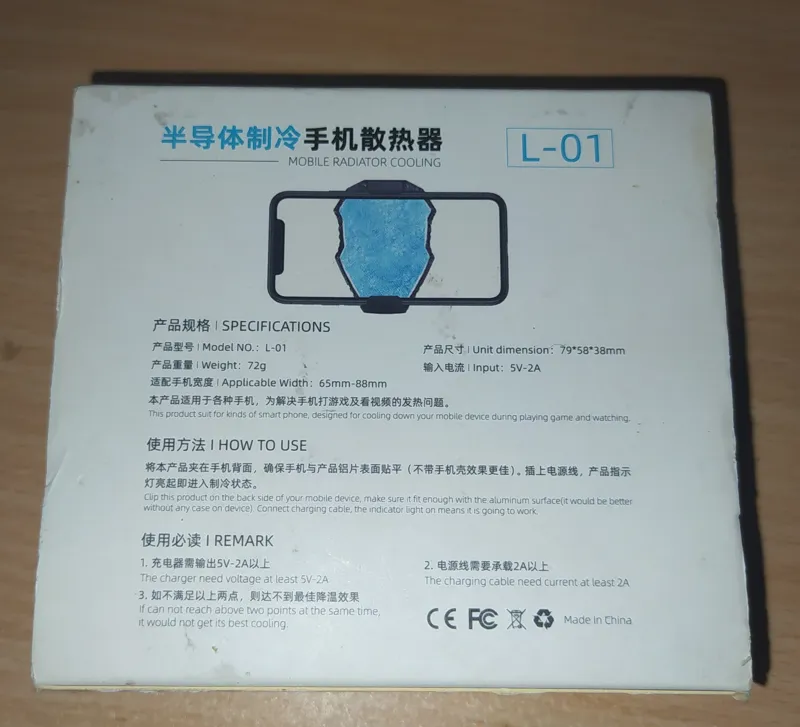 半导体制冷手机散热器
MOBILE RADIATOR COOLING
L-01
产品规格 | SPECIFICATIONS
产品型号 | Model NO.: L-01
产品尺寸 | Unit dimension: 79*58*38mm
产品重量 | Weight: 72g
输入电流 | Input: 5V-2A
适配手机宽度 | Applicable Width: 65mm-88mm
本产品适用于各种手机，为解决手机打游戏及看视频的发热问题。
This product suit for kinds of smart phone, designed for cooling down your mobile device during playing game and watching.
使用方法 | HOW TO USE
将本产品夹在手机背面，确保手机与产品铝片表面贴平（不带手机壳效果更佳）。插上电源线，产品指示
灯亮起即进入制冷状态。
Clip this product on the back side of your mobile device, make sure it fit enough with the aluminum surface(it would be better
without any case on device). Connect charging cable, the indicator light on means it is going to work.
使用必读 | REMARK
1. 充电器需输出5V-2A以上
The charger need voltage at least 5V-2A
2. 电源线需要承载2A以上
The charging cable need current at least 2A
3. 如不满足以上两点，则达不到最佳降温效果
If can not reach above two points at the same time,
it would not get its best cooling.
CE FC Made In China